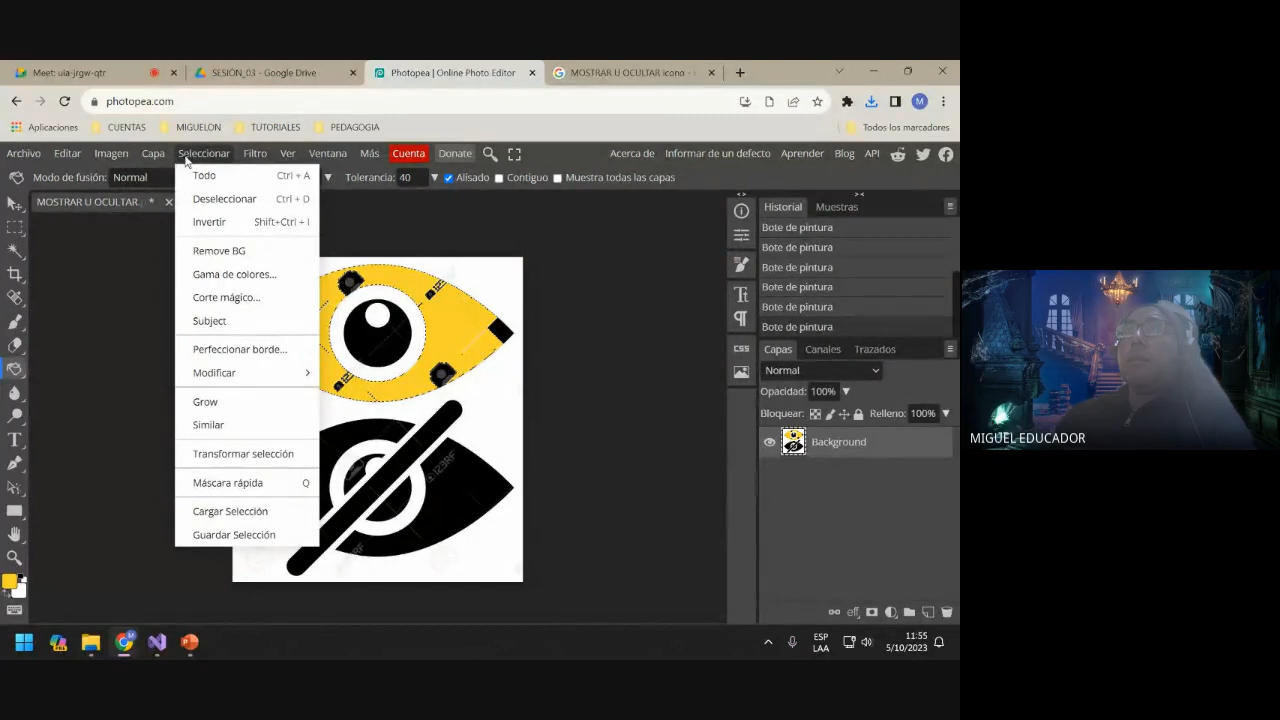 Meet: uia-jrgw-qtr
SESIÓN_03 - Google Drive
Photopea | Online Photo Editor
MOSTRAR U OCULTAR icono -
photopea.com
M
Aplicaciones
CUENTAS
MIGUELON
TUTORIALES
PEDAGOGIA
Todos los marcadores
Archivo Editar Imagen Capa Seleccionar Filtro Ver Ventana Más Cuenta Donate
Acerca de Informar de un defecto Aprender Blog API
Modo de fusión: Normal
Tolerancia: 40 Alisado Contiguo Muestra todas las capas
MOSTRAR U OCULTAR. *
Todo Ctrl + A
Deseleccionar Ctrl + D
Invertir Shift+Ctrl + I
Remove BG
Gama de colores...
Corte mágico...
Subject
Perfeccionar borde...
Modificar
Grow
Similar
Transformar selección
Máscara rápida Q
Cargar Selección
Guardar Selección
123RF
CSS
Historial Muestras
Bote de pintura
Bote de pintura
Bote de pintura
Bote de pintura
Bote de pintura
Bote de pintura
Capas Canales Trazados
Normal
Opacidad: 100%
Bloquear: Relleno: 100%
Background
eff
MIGUEL EDUCADOR
ESP
LAA
11:55
5/10/2023